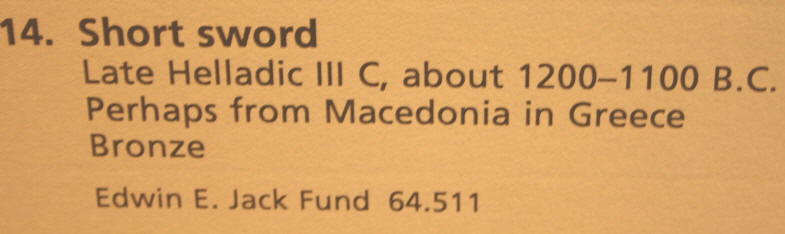 14. Short sword
Late Helladic III C, about 1200–1100 B.C.
Perhaps from Macedonia in Greece
Bronze
Edwin E. Jack Fund 64.511